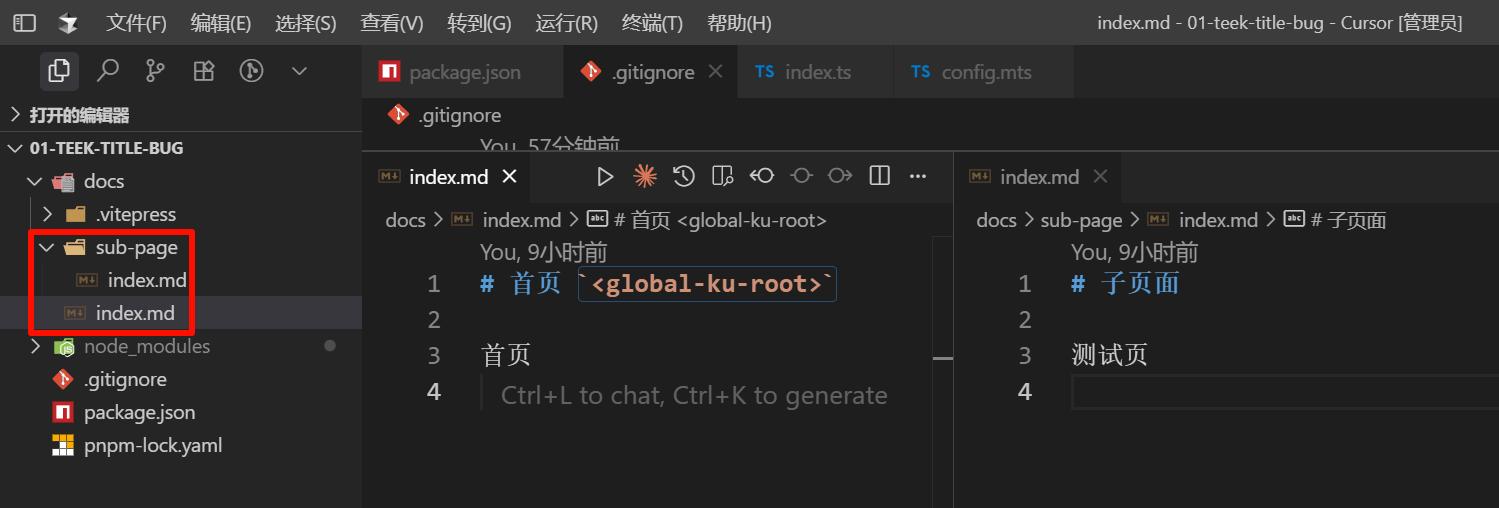 文件(F) 编辑(E) 选择(S) 查看(V) 转到(G) 运行(R) 终端(T) 帮助(H) index.md - 01-teek-title-bug - Cursor [管理员]
package.json .gitignore TS index.ts TS config.mts
打开的编辑器
.gitignore
You, 57分钟前
01-TEEK-TITLE-BUG
docs
.vitepress
sub-page
index.md
index.md
node_modules
.gitignore
package.json
pnpm-lock.yaml
index.md
docs > index.md > abc # 首页 <global-ku-root>
You, 9小时前
1 # 首页 `<global-ku-root>`
2
3 首页
4 Ctrl+L to chat, Ctrl+K to generate
index.md
docs > sub-page > index.md > abc # 子页面
You, 9小时前
1 # 子页面
2
3 测试页
4